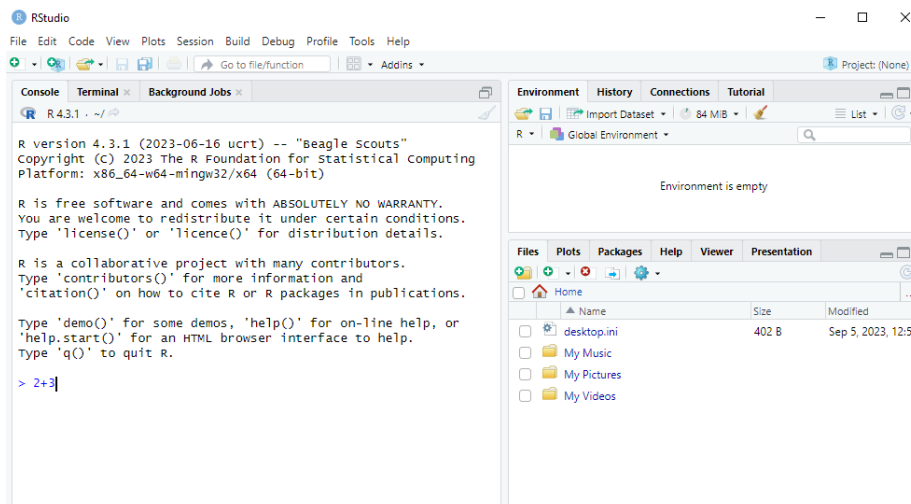 RStudio
File Edit Code View Plots Session Build Debug Profile Tools Help
Go to file/function Addins Project: (None)
Console Terminal Background Jobs
R 4.3.1 · ~/
R version 4.3.1 (2023-06-16 ucrt) -- "Beagle Scouts"
Copyright (C) 2023 The R Foundation for Statistical Computing
Platform: x86_64-w64-mingw32/x64 (64-bit)
R is free software and comes with ABSOLUTELY NO WARRANTY.
You are welcome to redistribute it under certain conditions.
Type 'license()' or 'licence()' for distribution details.
R is a collaborative project with many contributors.
Type 'contributors()' for more information and
'citation()' on how to cite R or R packages in publications.
Type 'demo()' for some demos, 'help()' for on-line help, or
'help.start()' for an HTML browser interface to help.
Type 'q()' to quit R.
> 2+3
Environment History Connections Tutorial
Import Dataset 84 MiB List
R Global Environment
Environment is empty
Files Plots Packages Help Viewer Presentation
Home
Name Size Modified
desktop.ini 402 B Sep 5, 2023, 12:5
My Music
My Pictures
My Videos